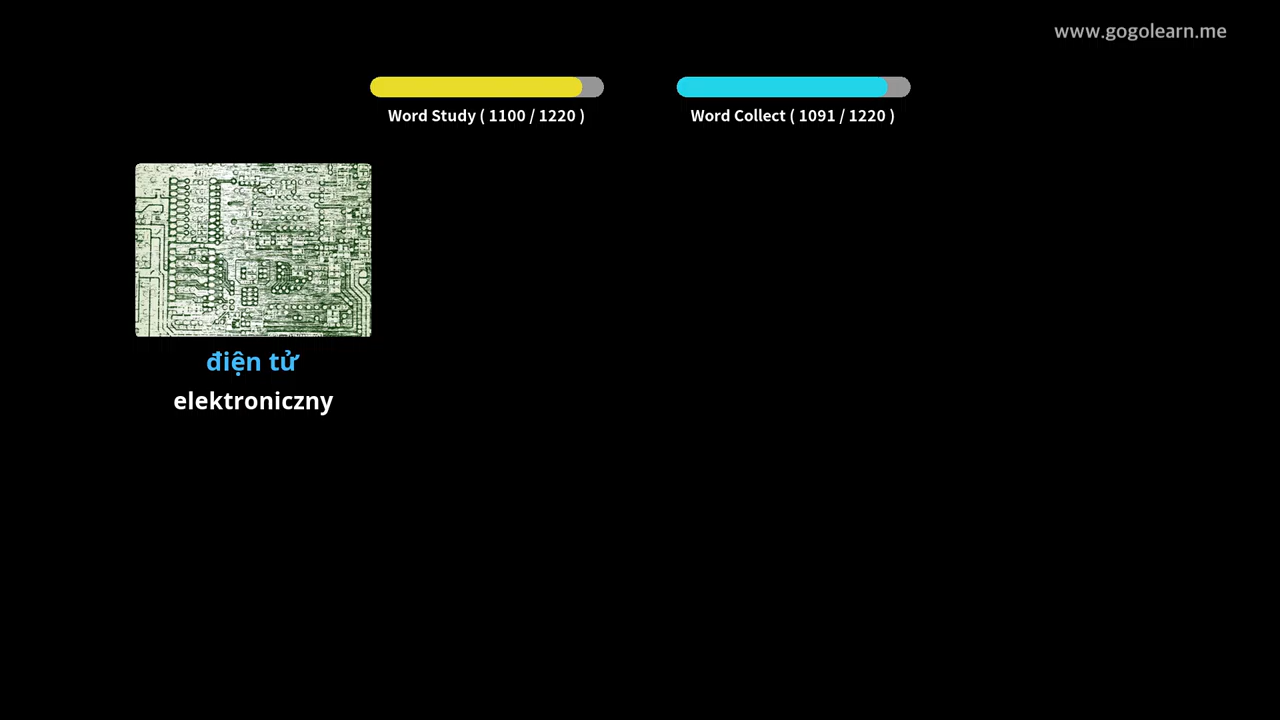 www.gogolearn.me
Word Study ( 1100 / 1220 )
Word Collect ( 1091 / 1220 )
điện tử
elektroniczny